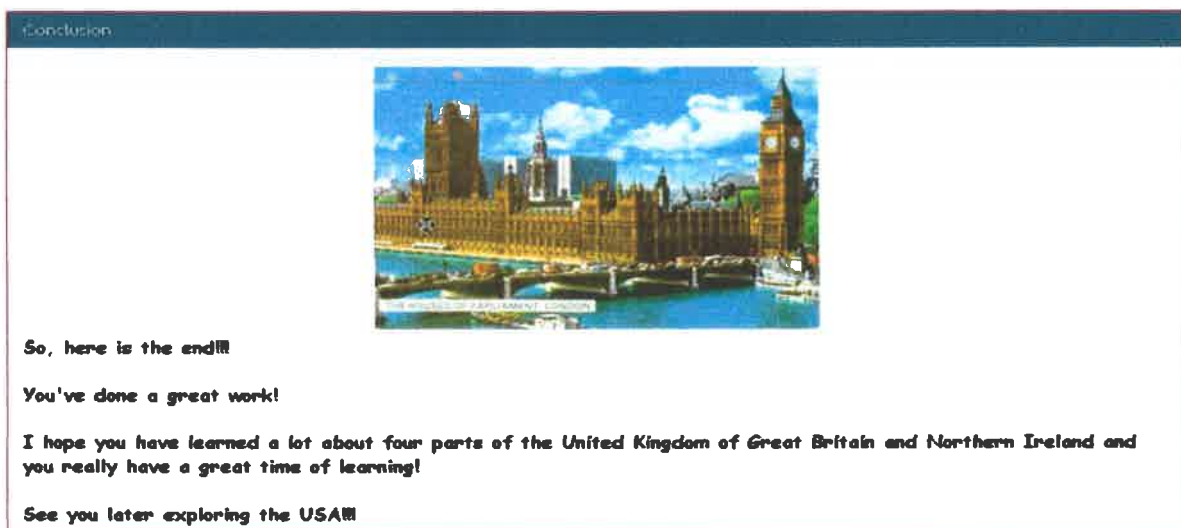 Conclusion
THE HOUSES OF PARLIAMENT, LONDON
So, here is the end!!!
You've done a great work!
I hope you have learned a lot about four parts of the United Kingdom of Great Britain and Northern Ireland and
you really have a great time of learning!
See you later exploring the USA!!!